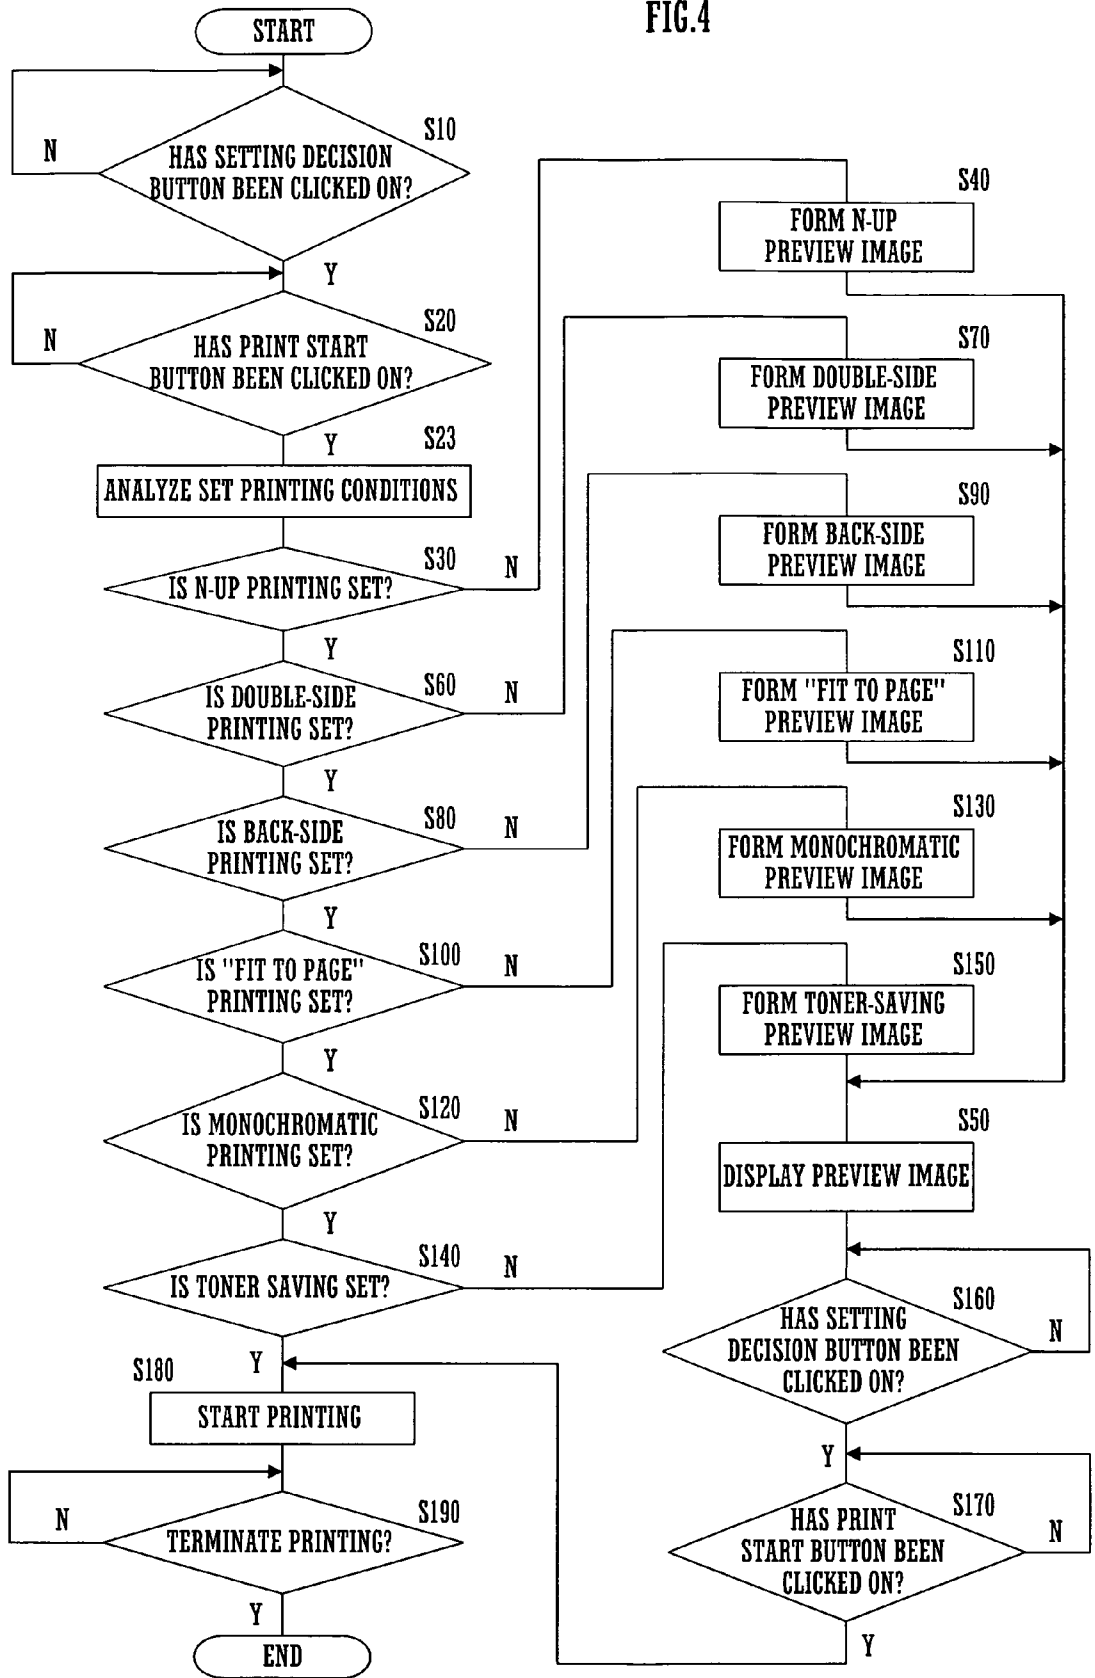 FIG.4
START
S10
N
HAS SETTING DECISION
BUTTON BEEN CLICKED ON?
Y
S20
N
HAS PRINT START
BUTTON BEEN CLICKED ON?
Y
S23
ANALYZE SET PRINTING CONDITIONS
S30
IS N-UP PRINTING SET?
N
Y
S60
IS DOUBLE-SIDE
PRINTING SET?
N
Y
S80
IS BACK-SIDE
PRINTING SET?
N
Y
S100
IS "FIT TO PAGE"
PRINTING SET?
N
Y
S120
IS MONOCHROMATIC
PRINTING SET?
N
Y
S140
IS TONER SAVING SET?
N
Y
S180
START PRINTING
S190
N
TERMINATE PRINTING?
Y
END
S40
FORM N-UP
PREVIEW IMAGE
S70
FORM DOUBLE-SIDE
PREVIEW IMAGE
S90
FORM BACK-SIDE
PREVIEW IMAGE
S110
FORM "FIT TO PAGE"
PREVIEW IMAGE
S130
FORM MONOCHROMATIC
PREVIEW IMAGE
S150
FORM TONER-SAVING
PREVIEW IMAGE
S50
DISPLAY PREVIEW IMAGE
S160
HAS SETTING
DECISION BUTTON BEEN
CLICKED ON?
N
Y
S170
HAS PRINT
START BUTTON BEEN
CLICKED ON?
N
Y